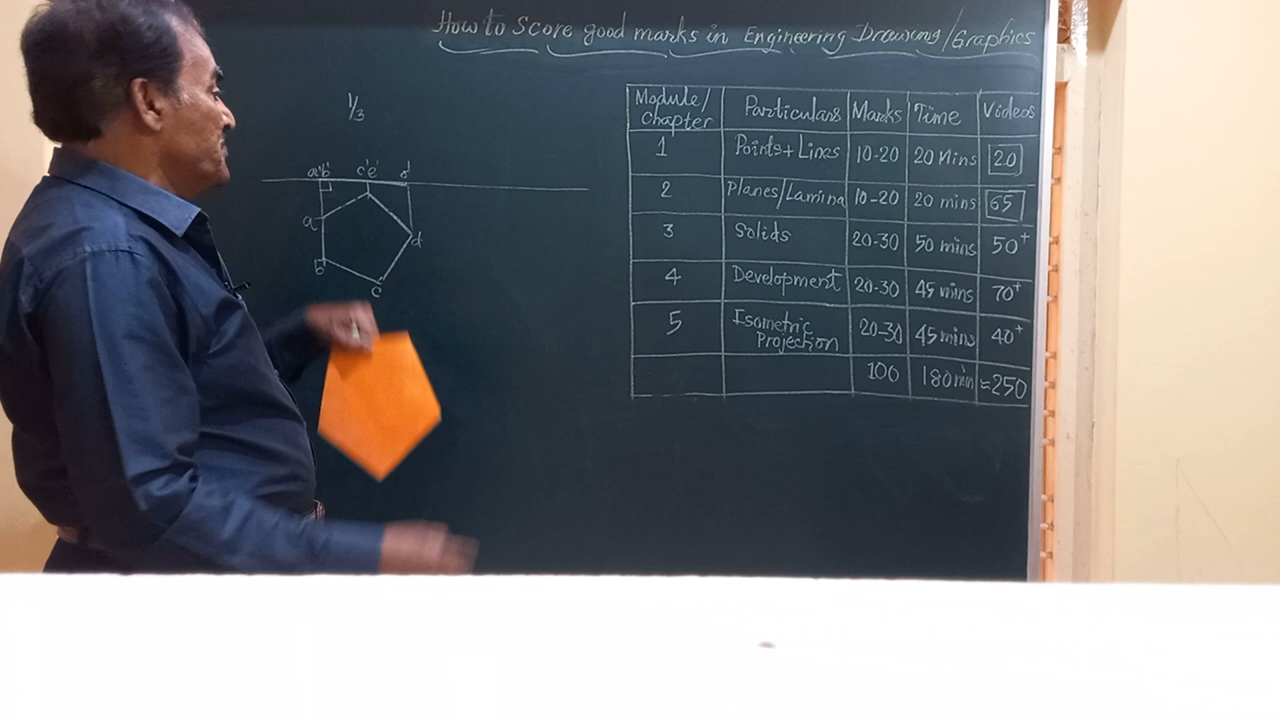 How to Score good marks in Engineering Drawing/Graphics
1/3
a'b' c'e' d'
a
d
b
c
Module/ Chapter Particulars Marks Time Videos
1 Points+Lines 10-20 20 Mins 20
2 Planes/Lamina 10-20 20 mins 65
3 Solids 20-30 50 mins 50+
4 Development 20-30 45 mins 70+
5 Isometric Projection 20-30 45 mins 40+
100 180 min ≈250